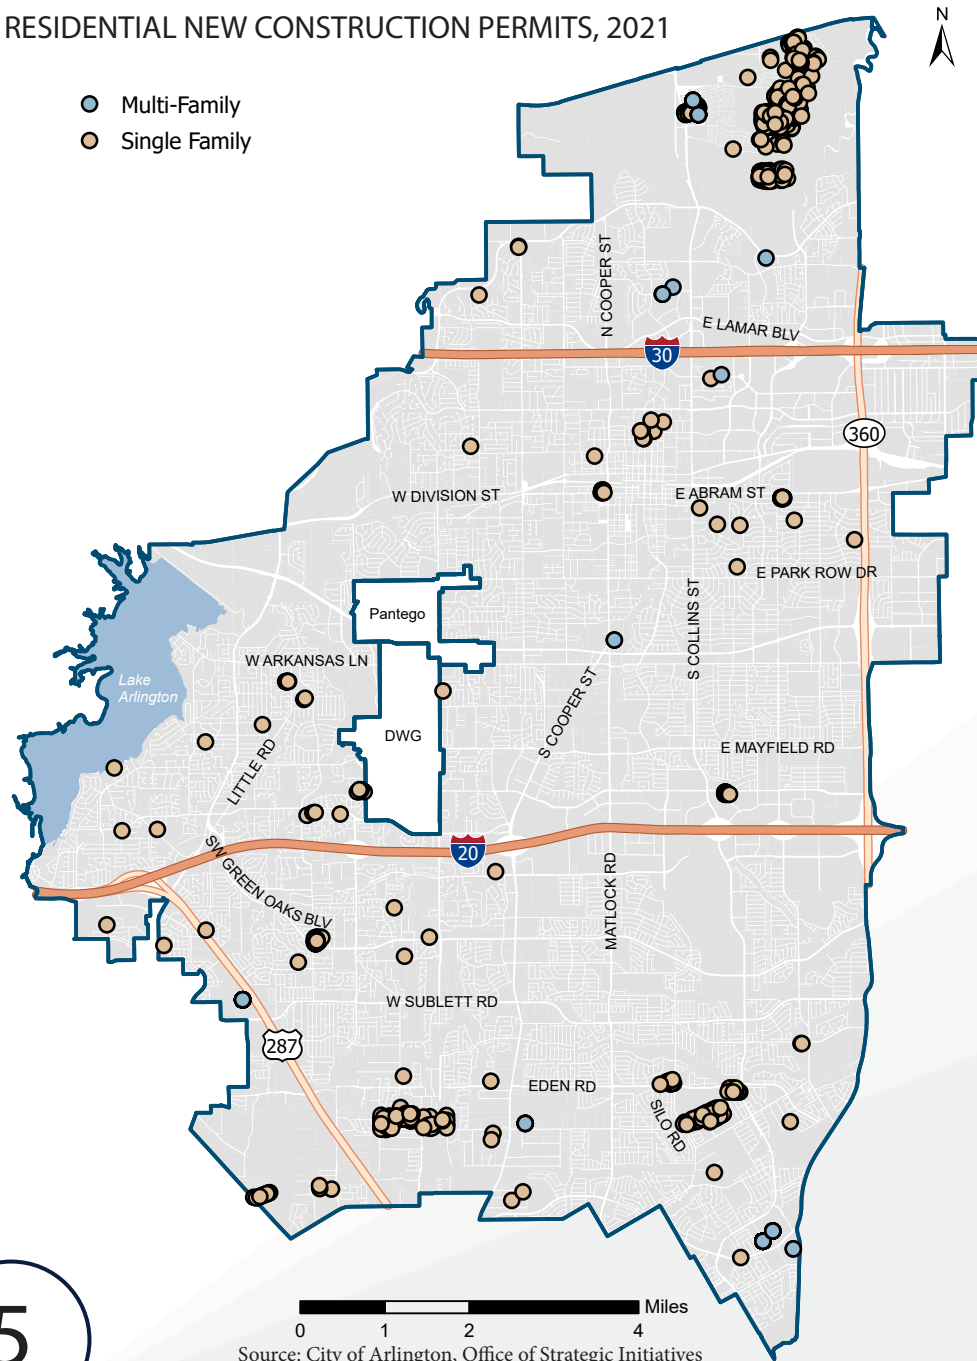 RESIDENTIAL NEW CONSTRUCTION PERMITS, 2021
N
Multi-Family
Single Family
N COOPER ST
E LAMAR BLV
30
360
W DIVISION ST
E ABRAM ST
E PARK ROW DR
Pantego
S COLLINS ST
W ARKANSAS LN
Lake
Arlington
S COOPER ST
DWG
E MAYFIELD RD
LITTLE RD
20
SW GREEN OAKS BLV
MATLOCK RD
W SUBLETT RD
287
EDEN RD
SILO RD
Miles
0 1 2 4
Source: City of Arlington, Office of Strategic Initiatives
5